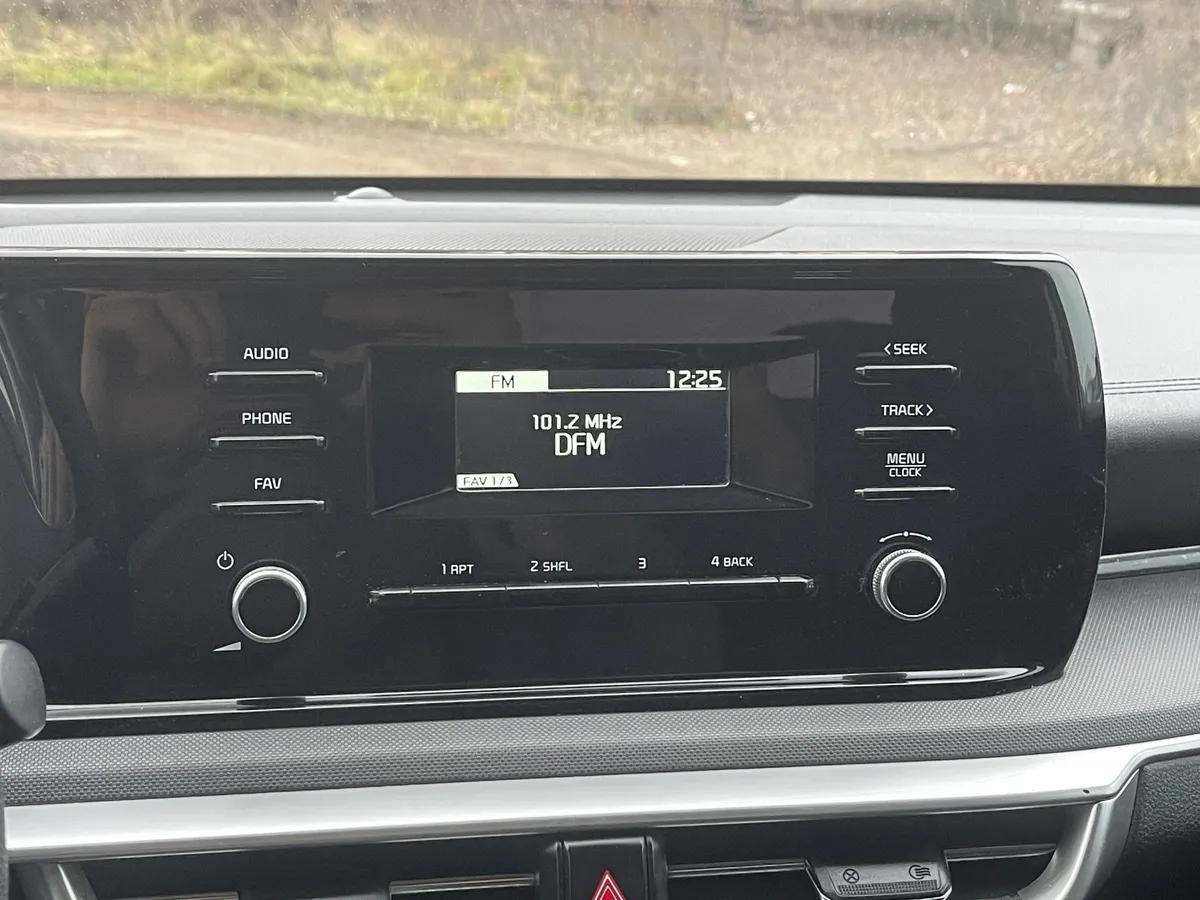 AUDIO
PHONE
FAV
FM 12:25
101.2 MHz
DFM
FAV 1/3
<SEEK
TRACK>
MENU
CLOCK
1 RPT 2 SHFL 3 4 BACK